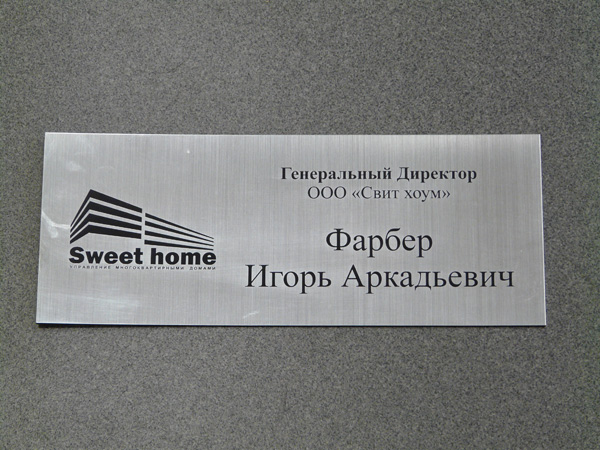 Генеральный Директор
ООО «Свит хоум»
Фарбер
Игорь Аркадьевич
Sweet home
УПРАВЛЕНИЕ МНОГОКВАРТИРНЫМИ ДОМАМИ